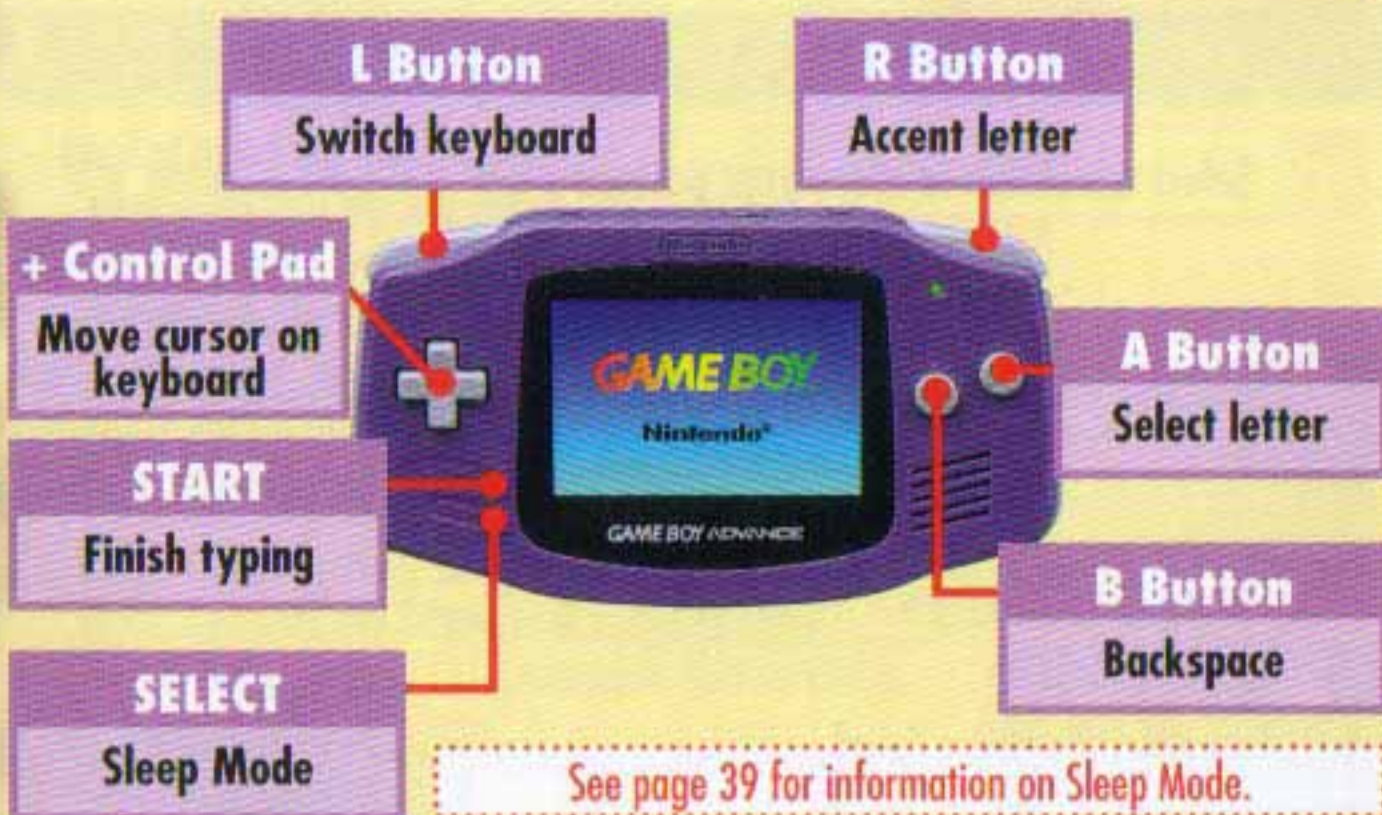 L Button
Switch keyboard
R Button
Accent letter
+ Control Pad
Move cursor on
keyboard
A Button
Select letter
START
Finish typing
B Button
Backspace
SELECT
Sleep Mode
Nintendo
GAME BOY
Nintendo®
GAME BOY ADVANCE
See page 39 for information on Sleep Mode.